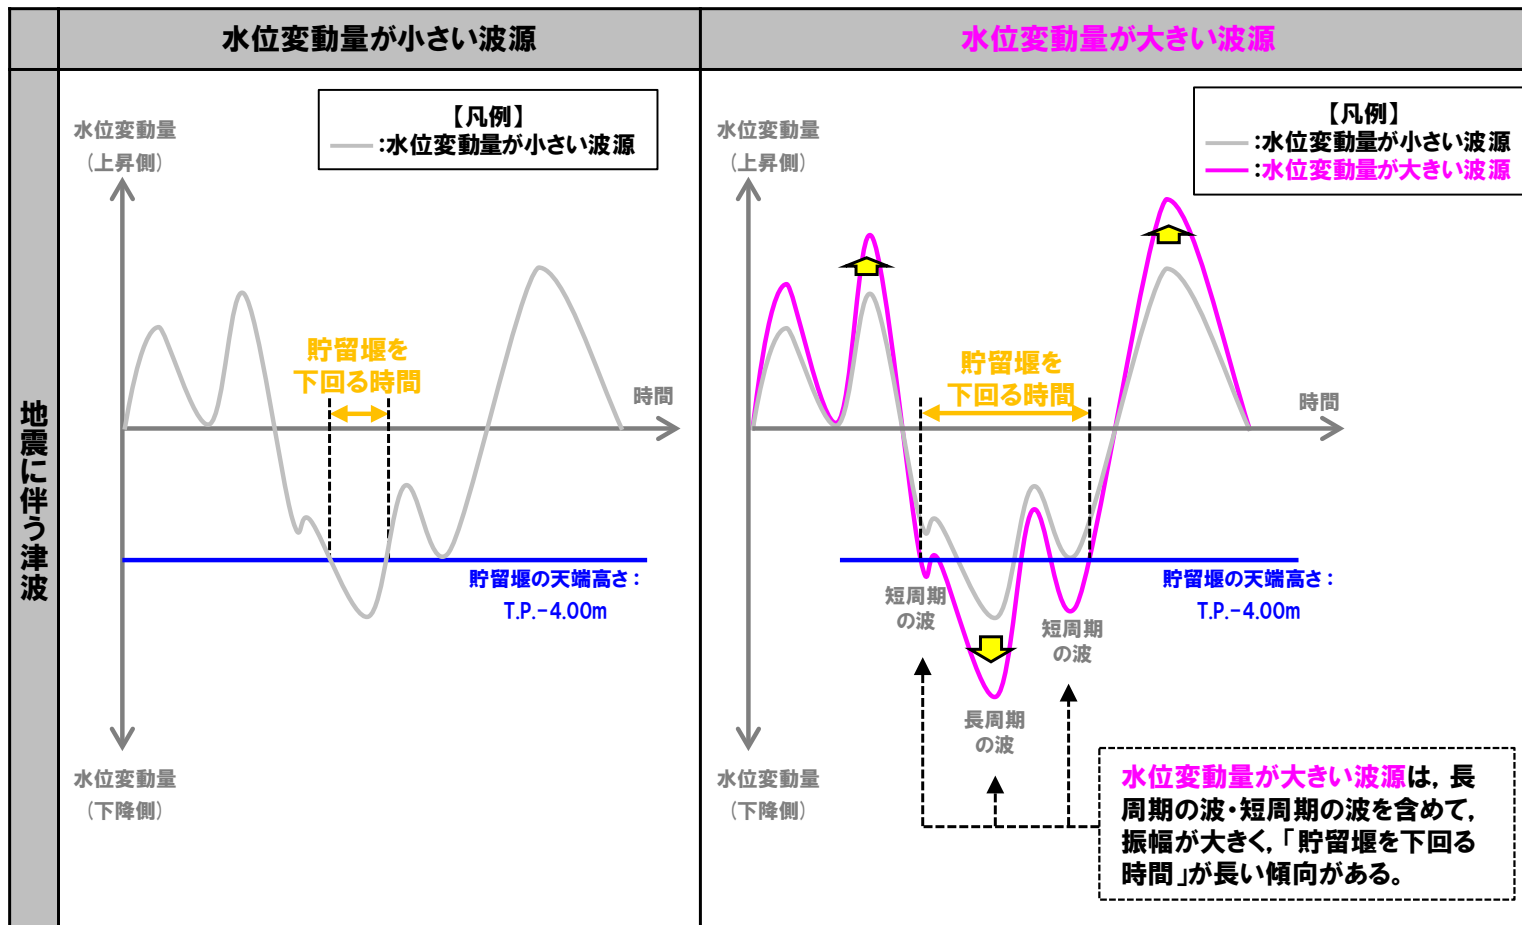 水位変動量が小さい波源
水位変動量が大きい波源
地震に伴う津波
水位変動量
（上昇側）
【凡例】
：水位変動量が小さい波源
貯留堰を
下回る時間
時間
貯留堰の天端高さ：
T.P.-4.00m
水位変動量
（下降側）
水位変動量
（上昇側）
【凡例】
：水位変動量が小さい波源
：水位変動量が大きい波源
貯留堰を
下回る時間
時間
貯留堰の天端高さ：
T.P.-4.00m
短周期
の波
短周期
の波
長周期
の波
水位変動量
（下降側）
水位変動量が大きい波源は，長
周期の波・短周期の波を含めて，
振幅が大きく，「貯留堰を下回る
時間」が長い傾向がある。